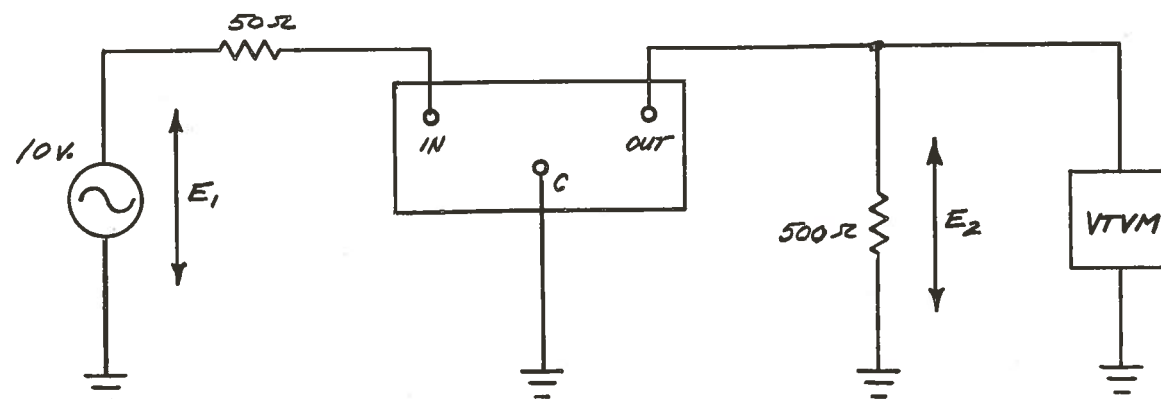 50Ω
10V.
E₁
IN
OUT
C
500Ω
E₂
VTVM